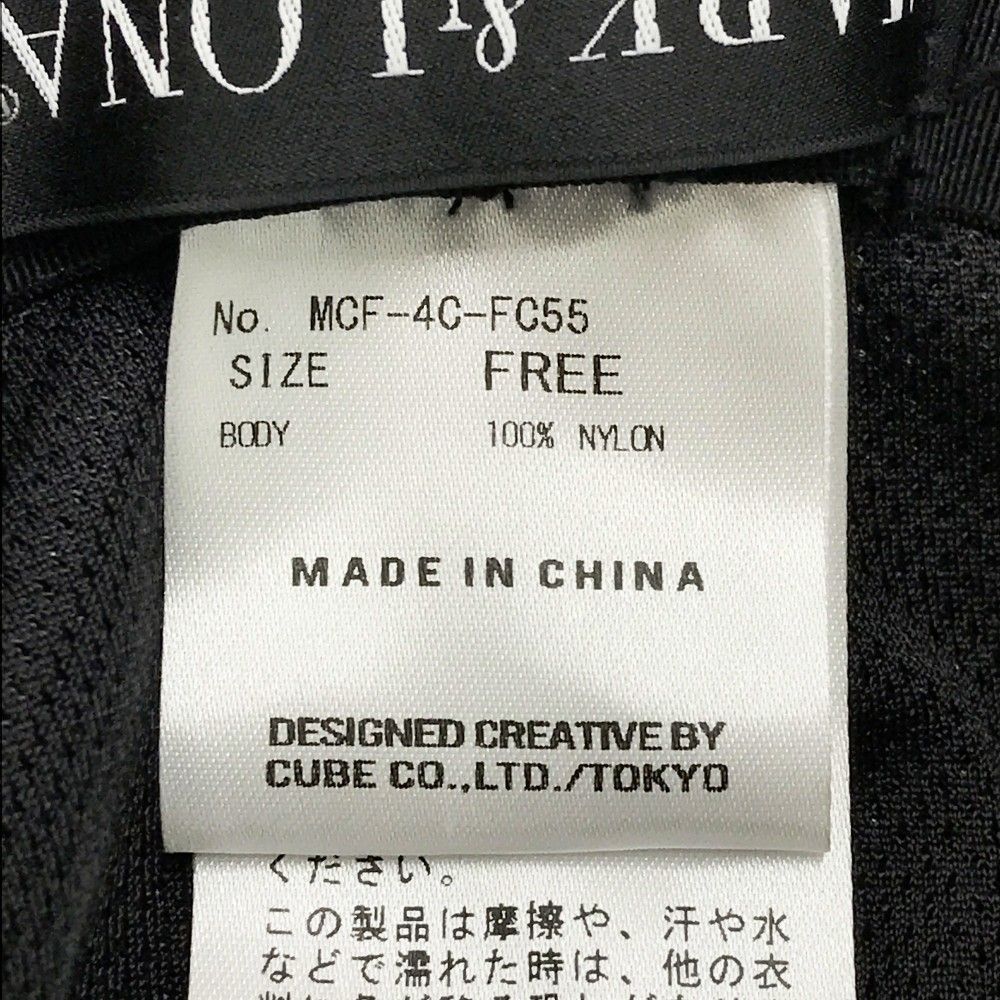 MARK & LONA
No. MCF-4C-FC55
SIZE FREE
BODY 100% NYLON
MADE IN CHINA
DESIGNED CREATIVE BY
CUBE CO.,LTD./TOKYO
ください。
この製品は摩擦や、汗や水
などで濡れた時は、他の衣